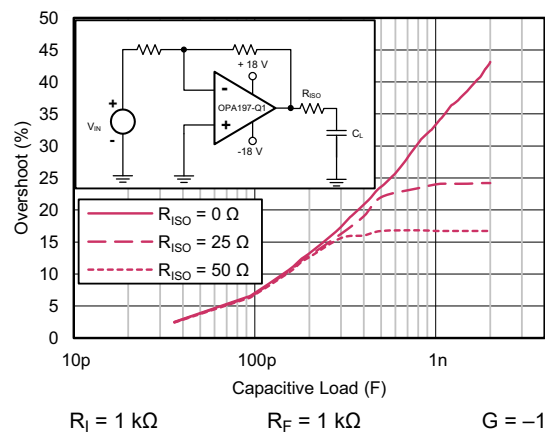 50
45
40
35
30
25
20
15
10
5
0
Overshoot (%)
+ 18 V
-
+
OPA197-Q1
-18 V
R_ISO
C_L
+
V_IN
-
R_ISO = 0 Ω
R_ISO = 25 Ω
R_ISO = 50 Ω
10p 100p 1n
Capacitive Load (F)
R_I = 1 kΩ R_F = 1 kΩ G = –1